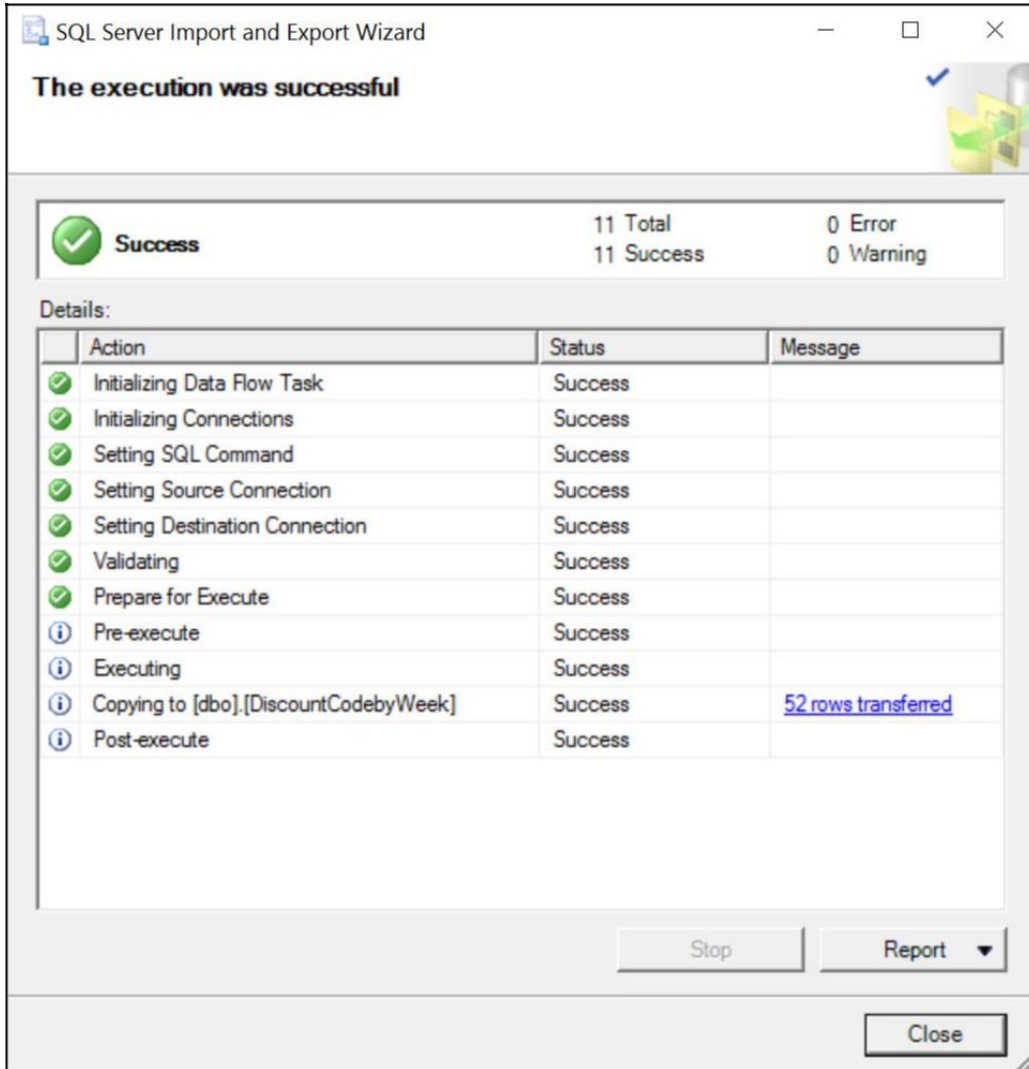 SQL Server Import and Export Wizard
The execution was successful
Success
11 Total
0 Error
11 Success
0 Warning
Details:
Action Status Message
Initializing Data Flow Task Success
Initializing Connections Success
Setting SQL Command Success
Setting Source Connection Success
Setting Destination Connection Success
Validating Success
Prepare for Execute Success
Pre-execute Success
Executing Success
Copying to [dbo].[DiscountCodebyWeek] Success 52 rows transferred
Post-execute Success
Stop Report
Close